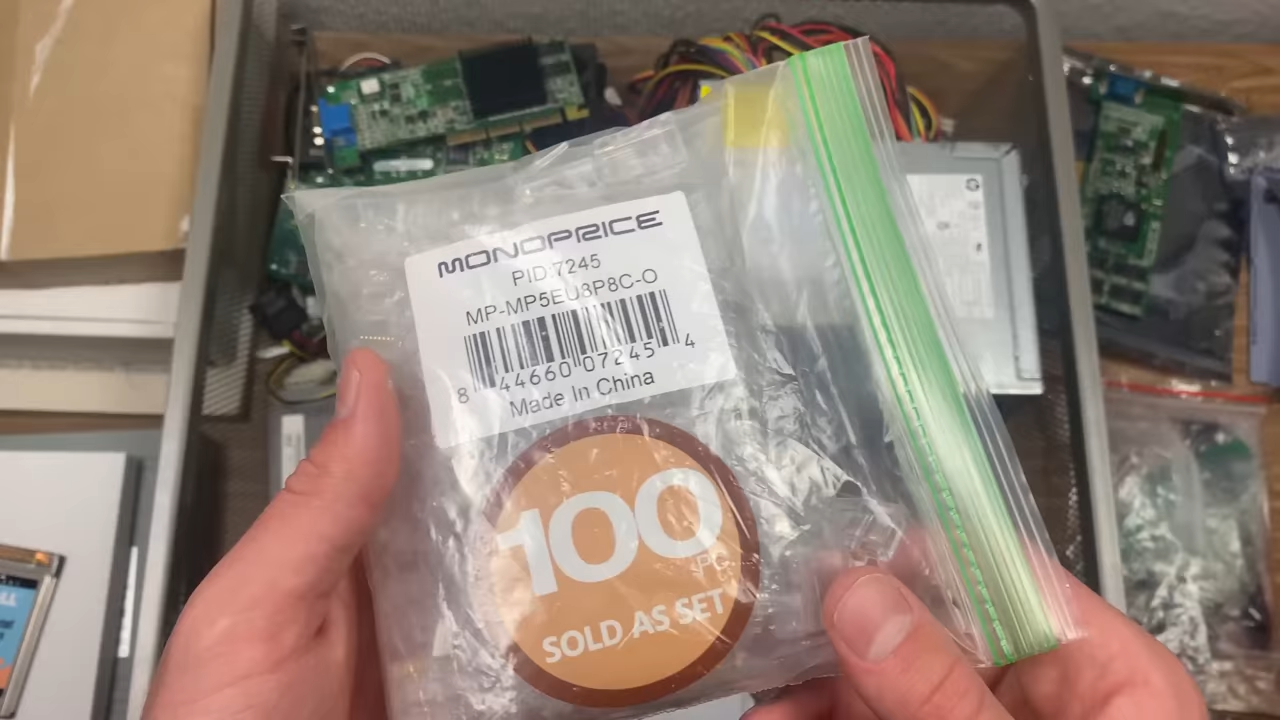 MONOPRICE
PID:7245
MP-MP5EU8P8C-O
8 44660 07245 4
Made In China
100
PC.
SOLD AS SET